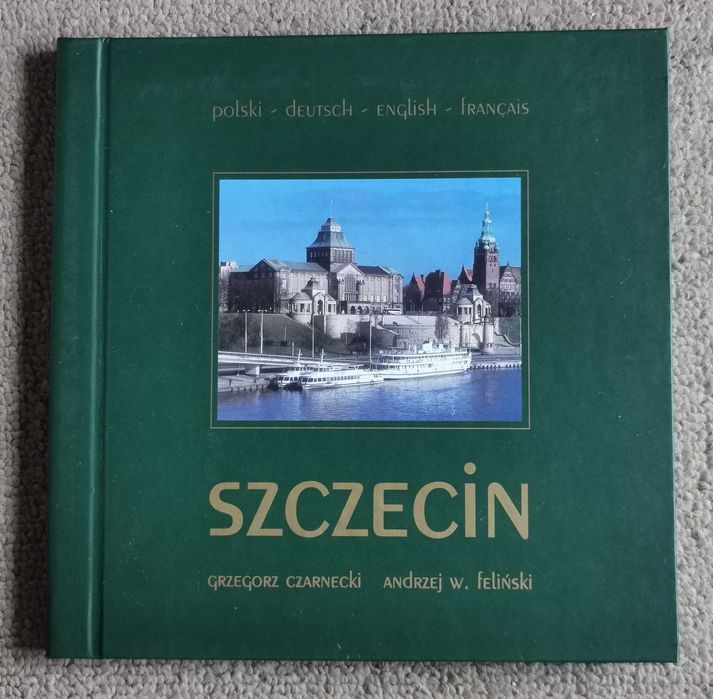 polski - deutsch - english - français
SZCZECiN
GRZEGORZ CZARNECKI ANDRZEJ W. FELIŃSKI